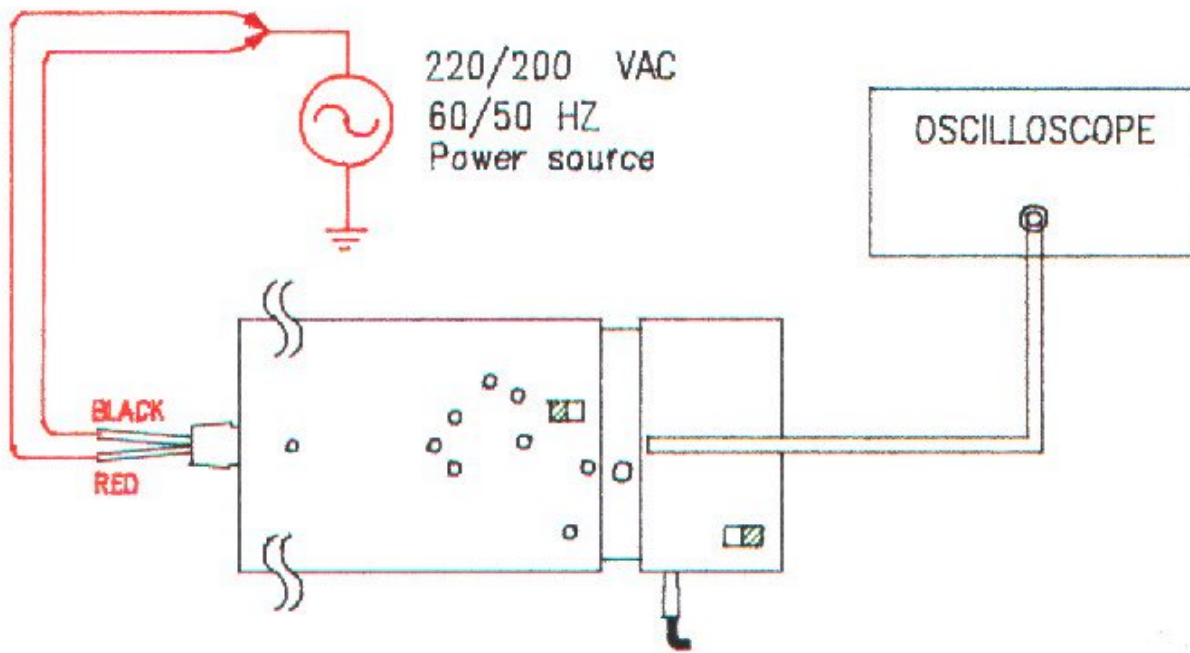 220/200 VAC
60/50 HZ
Power source
OSCILLOSCOPE
BLACK
RED